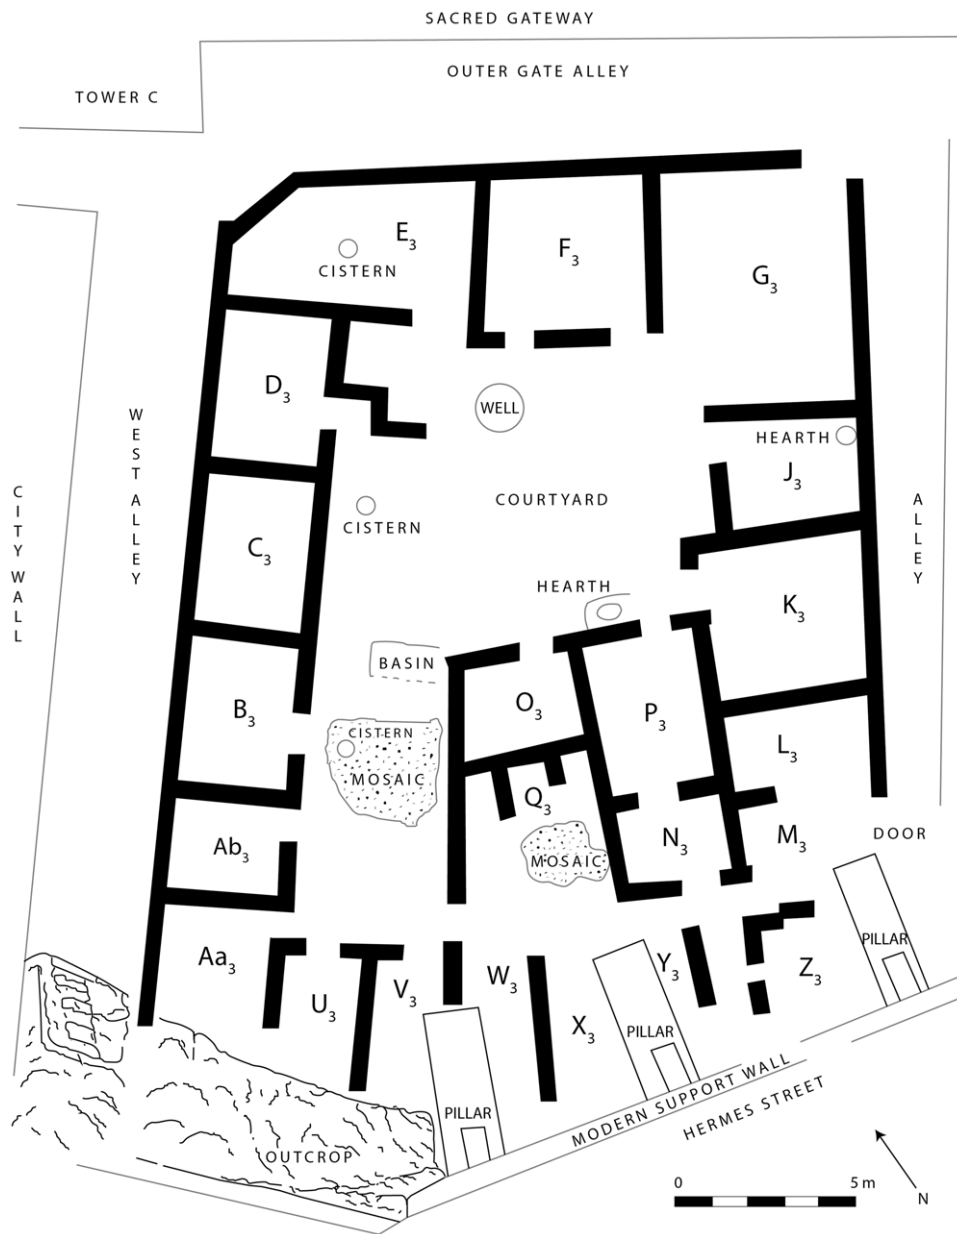 SACRED GATEWAY
OUTER GATE ALLEY
TOWER C
E₃
CISTERN
F₃
G₃
D₃
WELL
WEST ALLEY
HEARTH
J₃
CITY WALL
COURTYARD
CISTERN
ALLEY
C₃
HEARTH
K₃
BASIN
B₃
O₃
P₃
CISTERN
MOSAIC
L₃
Q₃
Ab₃
MOSAIC
N₃
M₃
DOOR
Aa₃
U₃
V₃
W₃
X₃
Y₃
Z₃
PILLAR
PILLAR
PILLAR
MODERN SUPPORT WALL
HERMES STREET
OUTCROP
0 5 m
N